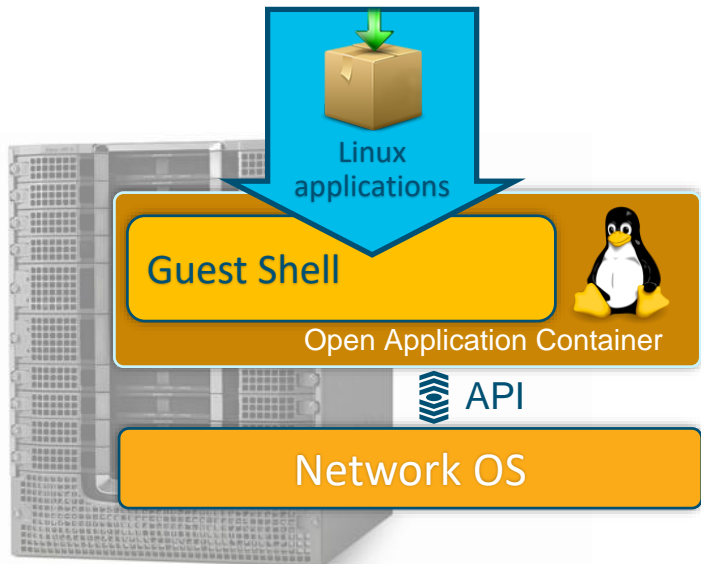 Linux
applications
Guest Shell
Open Application Container
API
Network OS